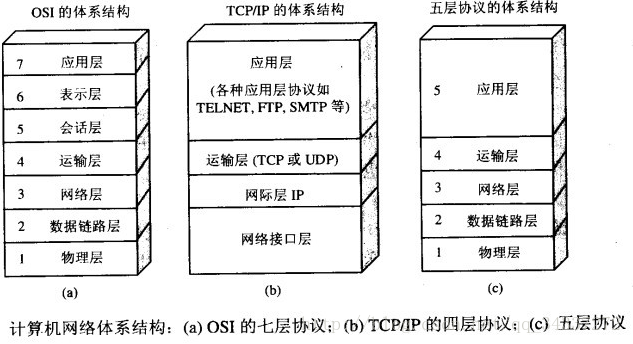 OSI 的体系结构
7 应用层
6 表示层
5 会话层
4 运输层
3 网络层
2 数据链路层
1 物理层
(a)
TCP/IP 的体系结构
应用层
(各种应用层协议如
TELNET, FTP, SMTP 等)
运输层 (TCP 或 UDP)
网际层 IP
网络接口层
(b)
五层协议的体系结构
5 应用层
4 运输层
3 网络层
2 数据链路层
1 物理层
(c)
计算机网络体系结构：(a) OSI 的七层协议；(b) TCP/IP 的四层协议；(c) 五层协议